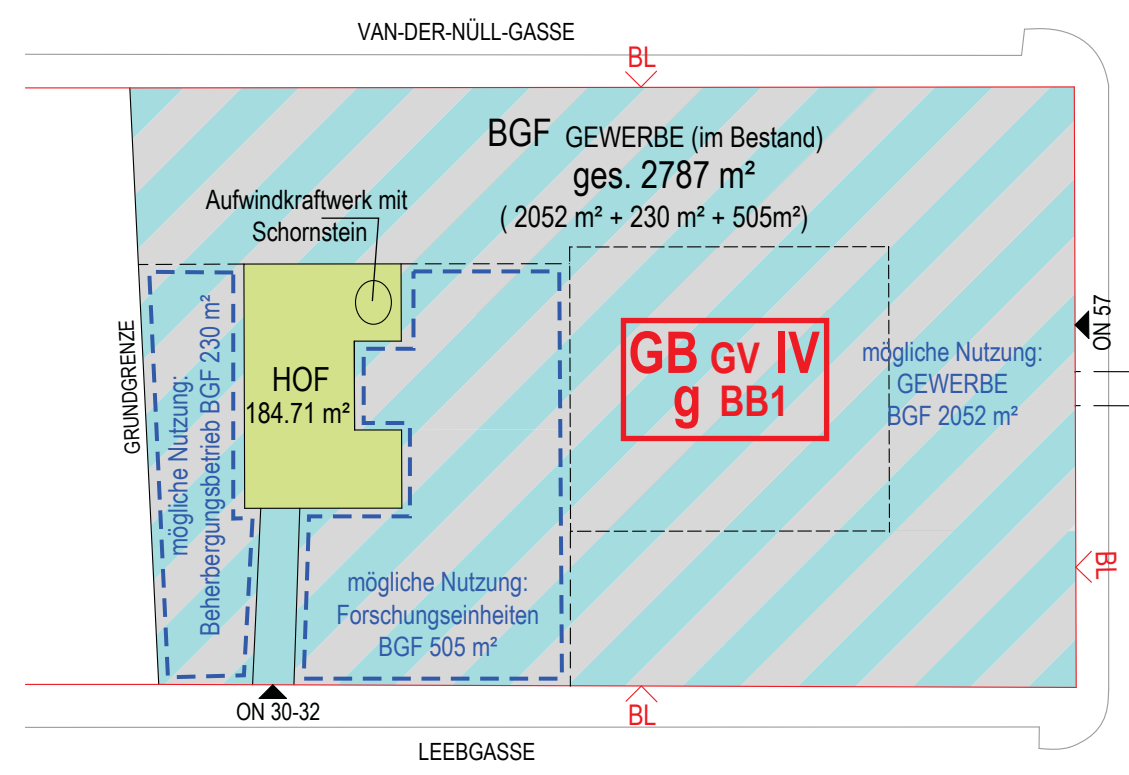 VAN-DER-NÜLL-GASSE
BL
BGF GEWERBE (im Bestand)
ges. 2787 m²
( 2052 m² + 230 m² + 505m²)
Aufwindkraftwerk mit
Schornstein
GRUNDGRENZE
mögliche Nutzung:
Beherbergungsbetrieb BGF 230 m²
HOF
184.71 m²
GB GV IV
g BB1
mögliche Nutzung:
GEWERBE
BGF 2052 m²
ON 57
BL
mögliche Nutzung:
Forschungseinheiten
BGF 505 m²
ON 30-32
BL
LEEBGASSE